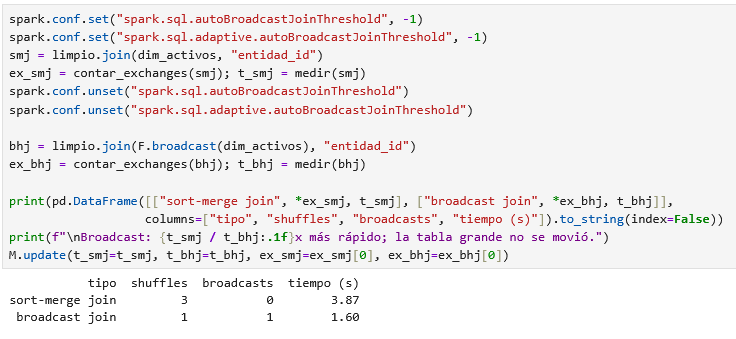 spark.conf.set("spark.sql.autoBroadcastJoinThreshold", -1)
spark.conf.set("spark.sql.adaptive.autoBroadcastJoinThreshold", -1)
smj = limpio.join(dim_activos, "entidad_id")
ex_smj = contar_exchanges(smj); t_smj = medir(smj)
spark.conf.unset("spark.sql.autoBroadcastJoinThreshold")
spark.conf.unset("spark.sql.adaptive.autoBroadcastJoinThreshold")

bhj = limpio.join(F.broadcast(dim_activos), "entidad_id")
ex_bhj = contar_exchanges(bhj); t_bhj = medir(bhj)

print(pd.DataFrame([["sort-merge join", *ex_smj, t_smj], ["broadcast join", *ex_bhj, t_bhj]],
                   columns=["tipo", "shuffles", "broadcasts", "tiempo (s)"]).to_string(index=False))
print(f"\nBroadcast: {t_smj / t_bhj:.1f}x más rápido; la tabla grande no se movió.")
M.update(t_smj=t_smj, t_bhj=t_bhj, ex_smj=ex_smj[0], ex_bhj=ex_bhj[0])

           tipo  shuffles  broadcasts  tiempo (s)
sort-merge join         3           0        3.87
 broadcast join         1           1        1.60